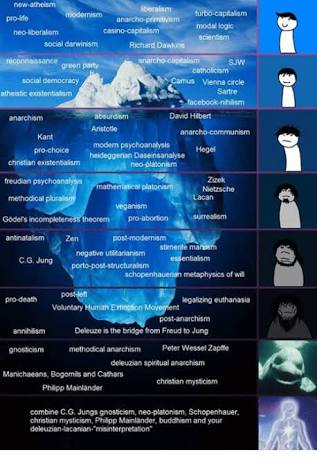 new-atheism
liberalism
turbo-capitalism
pro-life
modernism
anarcho-primitivism
modal logic
neo-liberalism
casino-capitalism
scientism
social darwinism
Richard Dawkins
reconnaissance
green party
anarcho-capitalism
SJW
catholicism
social democracy
Camus
Vienna circle
atheistic existentialism
Sartre
facebook-nihilism
anarchism
absurdism
David Hilbert
Kant
Aristotle
anarcho-communism
pro-choice
modern psychoanalysis
Hegel
heideggerian Daseinsanalyse
christian existentialism
neo-platonism
freudian psychoanalysis
mathematical platonism
Zizek
Nietzsche
methodical pluralism
Lacan
veganism
Gödel's incompleteness theorem
pro-abortion
surrealism
antinatalism
Zen
post-modernism
stirnerite marxism
C.G. Jung
negative utilitarianism
essentialism
porto-post-structuralism
schopenhauerian metaphysics of will
pro-death
post-left
legalizing euthanasia
Voluntary Human Extinction Movement
post-anarchism
annihilism
Deleuze is the bridge from Freud to Jung
gnosticism
methodical anarchism
Peter Wessel Zapffe
deleuzian spiritual anarchism
Manichaeans, Bogomils and Cathars
christian mysticism
Philipp Mainländer
combine C.G. Jungs gnosticism, neo-platonism, Schopenhauer,
christian mysticism, Philipp Mainländer, buddhism and your
deleuzian-lacanian-"misinterpretation"